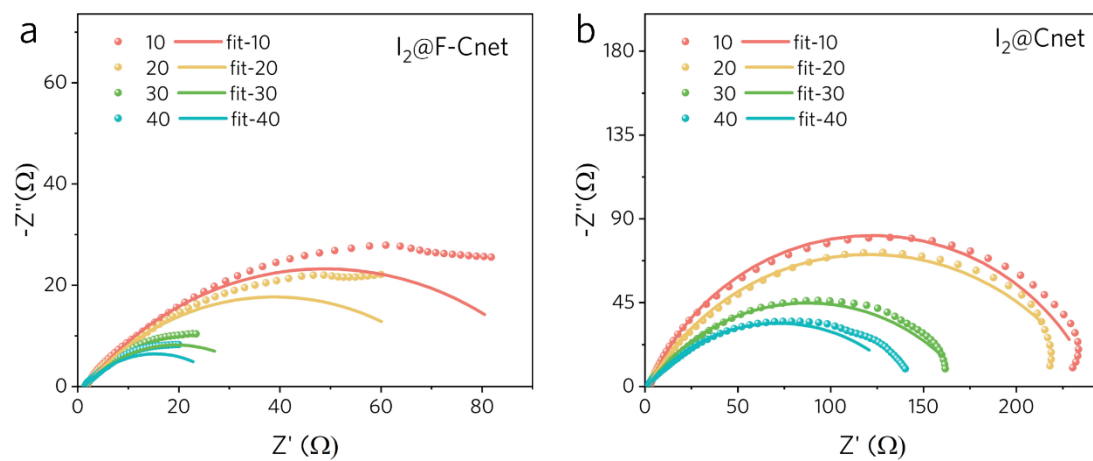 a
I₂@F-Cnet
10 fit-10
20 fit-20
30 fit-30
40 fit-40
-Z''(Ω)
60
40
20
0
0 20 40 60 80
Z' (Ω)
b
I₂@Cnet
10 fit-10
20 fit-20
30 fit-30
40 fit-40
-Z''(Ω)
180
135
90
45
0
0 50 100 150 200
Z' (Ω)